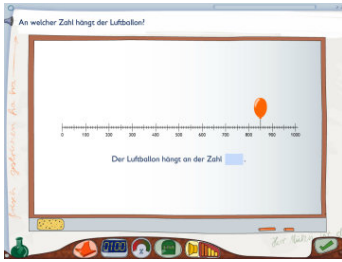 An welcher Zahl hängt der Luftballon?
0 100 200 300 400 500 600 700 800 900 1000
Der Luftballon hängt an der Zahl .